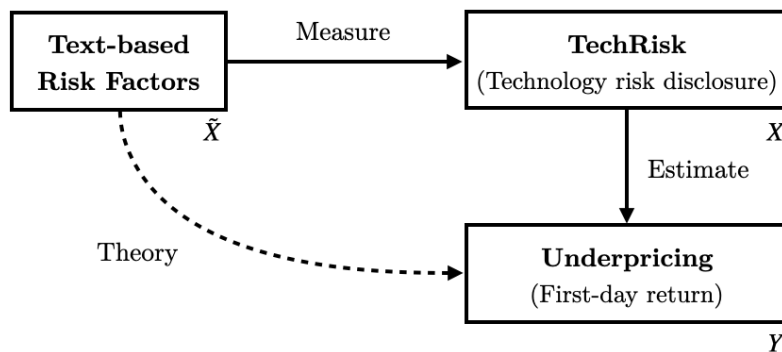 Text-based
Risk Factors
X̃
Measure
TechRisk
(Technology risk disclosure)
X
Estimate
Theory
Underpricing
(First-day return)
Y